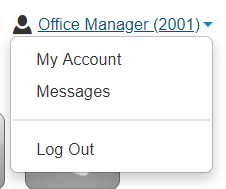 Office Manager (2001)
My Account
Messages
Log Out